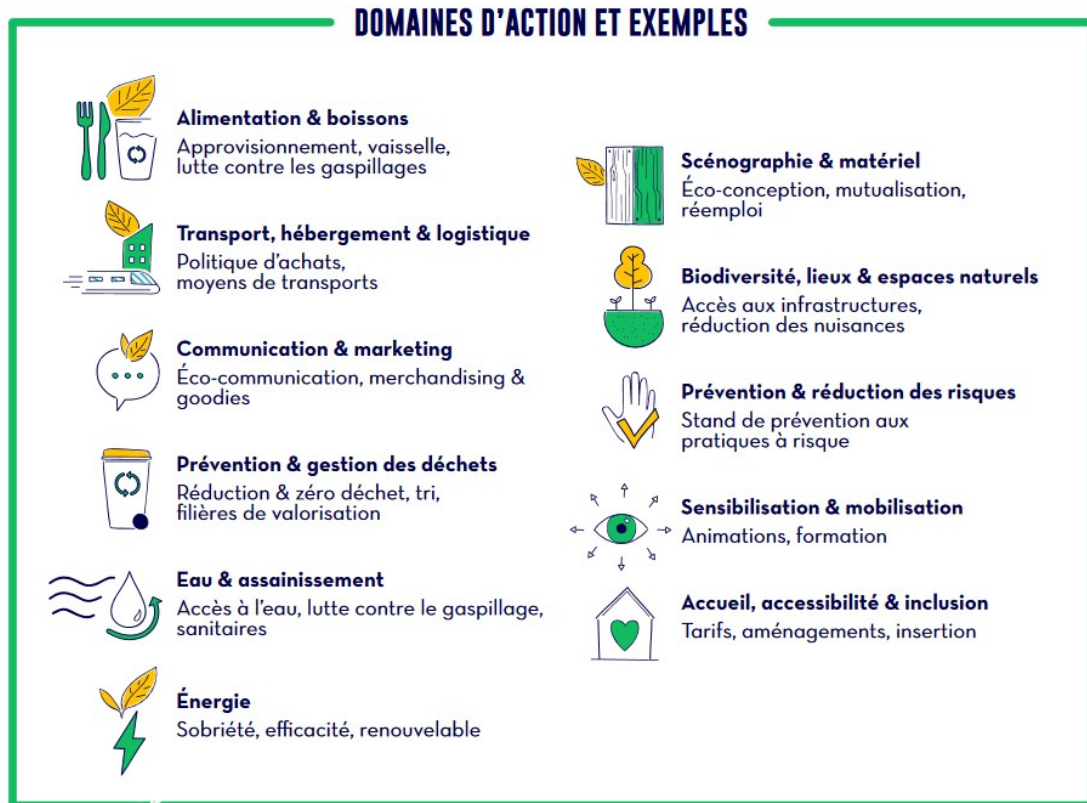 DOMAINES D'ACTION ET EXEMPLES
Alimentation & boissons
Approvisionnement, vaisselle,
lutte contre les gaspillages
Transport, hébergement & logistique
Politique d'achats,
moyens de transports
Communication & marketing
Éco-communication, merchandising &
goodies
Prévention & gestion des déchets
Réduction & zéro déchet, tri,
filières de valorisation
Eau & assainissement
Accès à l'eau, lutte contre le gaspillage,
sanitaires
Énergie
Sobriété, efficacité, renouvelable
Scénographie & matériel
Éco-conception, mutualisation,
réemploi
Biodiversité, lieux & espaces naturels
Accès aux infrastructures,
réduction des nuisances
Prévention & réduction des risques
Stand de prévention aux
pratiques à risque
Sensibilisation & mobilisation
Animations, formation
Accueil, accessibilité & inclusion
Tarifs, aménagements, insertion